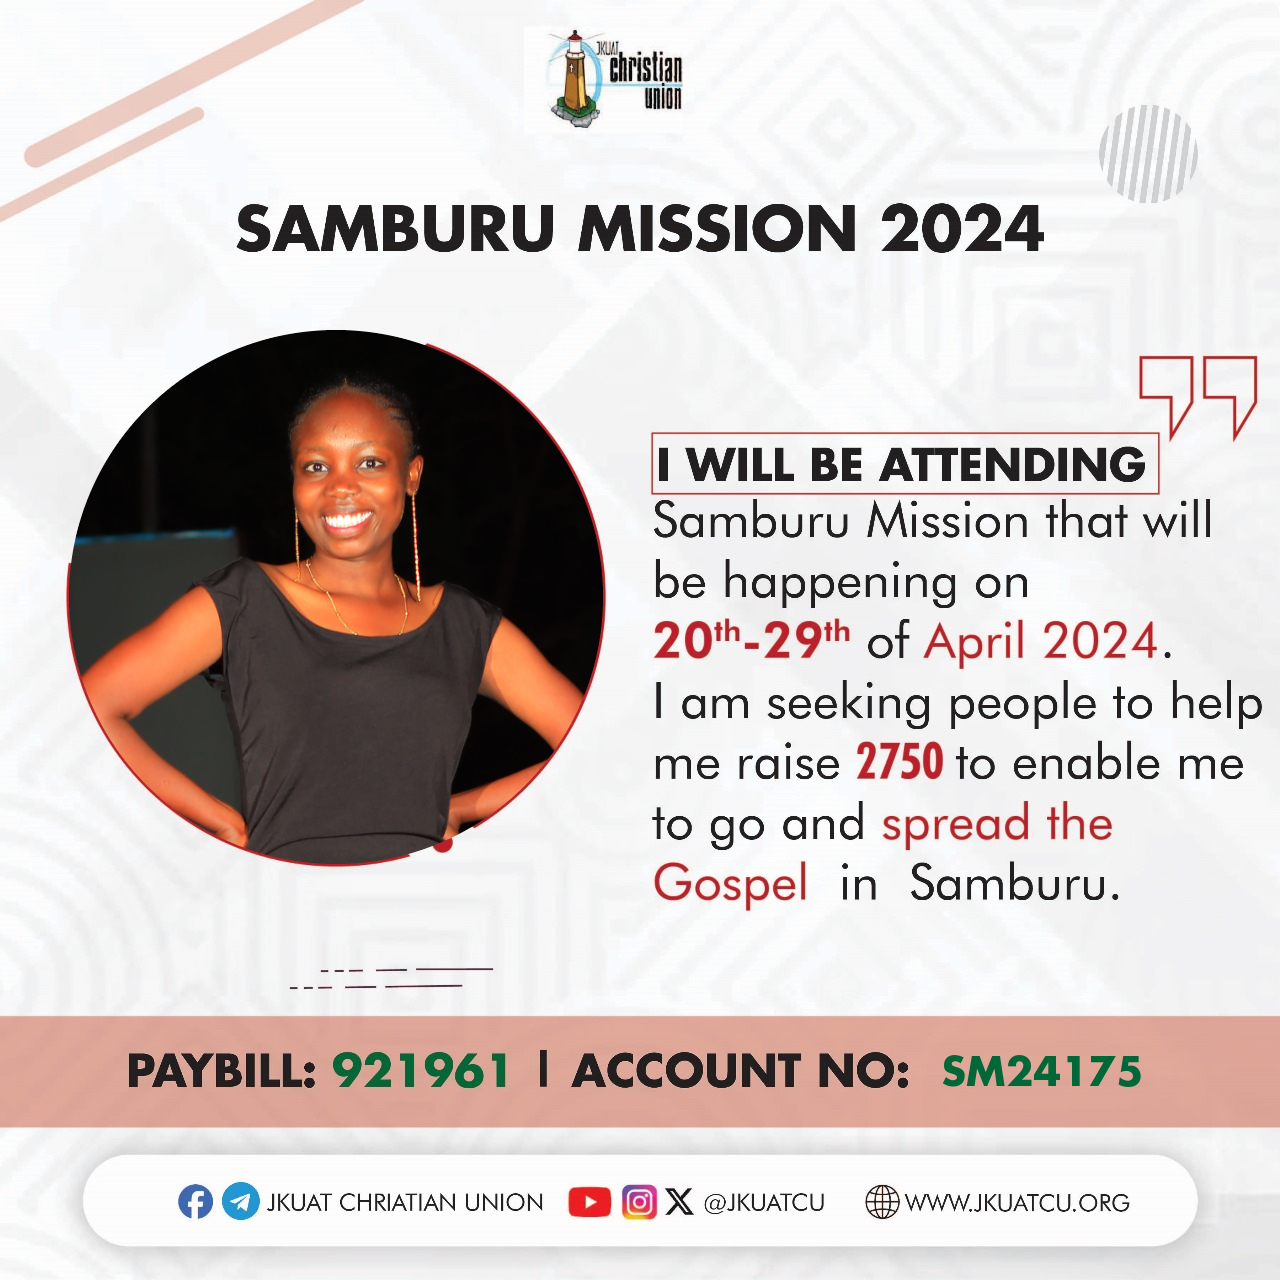 JKUAT
christian
union
SAMBURU MISSION 2024
I WILL BE ATTENDING
Samburu Mission that will
be happening on
20th-29th of April 2024.
I am seeking people to help
me raise 2750 to enable me
to go and spread the
Gospel in Samburu.
PAYBILL: 921961 | ACCOUNT NO: SM24175
JKUAT CHRIATIAN UNION @JKUATCU WWW.JKUATCU.ORG